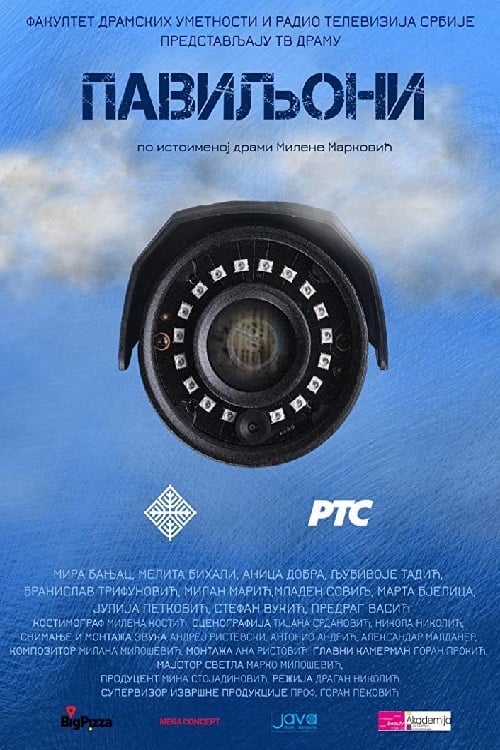 ФАКУЛТЕТ ДРАМСКИХ УМЕТНОСТИ И РАДИО ТЕЛЕВИЗИЈА СРБИЈЕ
ПРЕДСТАВЉАЈУ ТВ ДРАМУ
ПАВИЉОНИ
по истоименој драми Милене Марковић
РТС
МИРА БАЊАЦ, МЕЛИТА БИХАЛИ, АНИЦА ДОБРА, ЉУБИВОЈЕ ТАДИЋ,
БРАНИСЛАВ ТРИФУНОВИЋ, МИЛАН МАРИЋ, МЛАДЕН СОВИЉ, МАРТА БЈЕЛИЦА,
ЈУЛИЈА ПЕТКОВИЋ, СТЕФАН ВУКИЋ, ПРЕДРАГ ВАСИЋ
КОСТИМОГРАФ МИЛЕНА КОСТИЋ, СЦЕНОГРАФИЈА ТИЈАНА СРДАНОВИЋ, НИКОЛА НИКОЛИЋ,
СНИМАЊЕ И МОНТАЖА ЗВУКА АНДРЕЈ РИСТЕВСКИ, АНТОНИО АНДРИЋ, АЛЕКСАНДАР МАЛДАНЕР,
КОМПОЗИТОР МИЛАНА МИЛОШЕВИЋ, МОНТАЖА АНА РИСТОВИЋ, ГЛАВНИ КАМЕРМАН ГОРАН ПРОКИЋ,
МАЈСТОР СВЕТЛА МАРКО МИЛОШЕВИЋ,
ПРОДУЦЕНТ МИНА СТОЈАДИНОВИЋ, РЕЖИЈА ДРАГАН НИКОЛИЋ,
СУПЕРВИЗОР ИЗВРШНЕ ПРОДУКЦИЈЕ ПРОФ. ГОРАН ПЕКОВИЋ
BigPizza
MEGA CONCEPT
java
Akademija